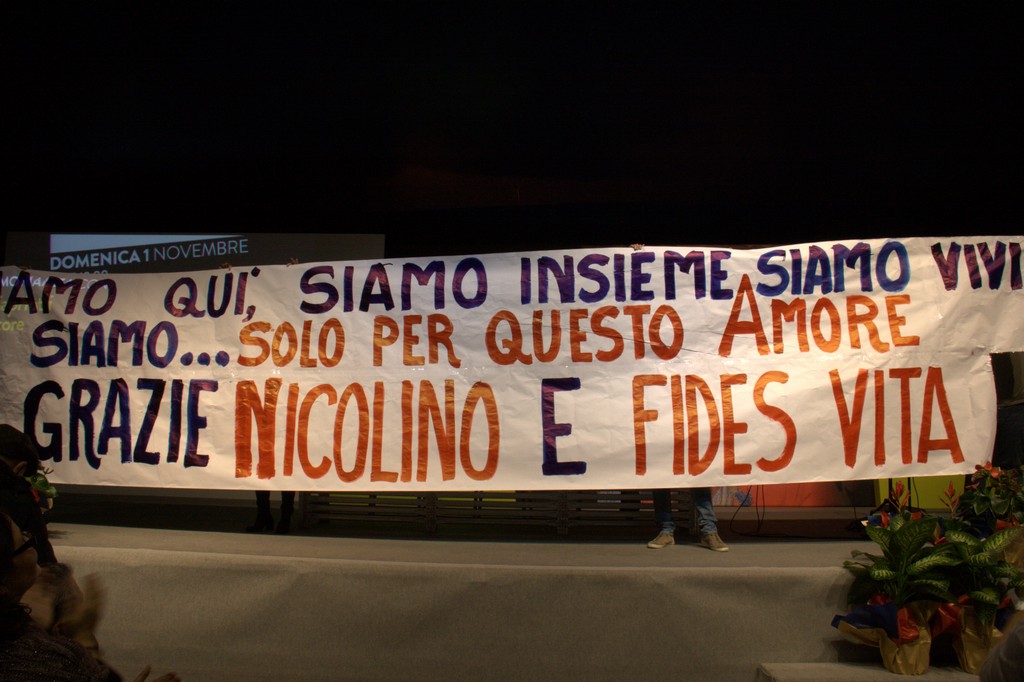 DOMENICA 1 NOVEMBRE
AMO QUI, SIAMO INSIEME SIAMO VIVI
SIAMO... SOLO PER QUESTO AMORE
GRAZIE NICOLINO E FIDES VITA